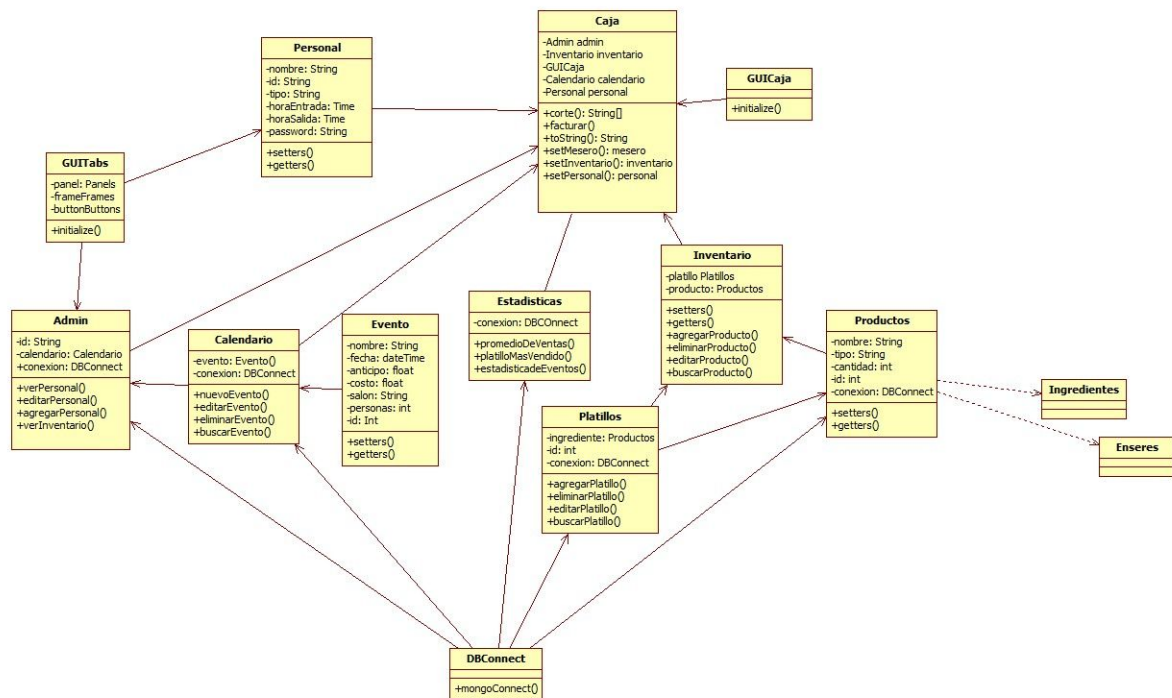 Caja
-Admin admin
-Inventario inventario
-GUICaja
-Calendario calendario
-Personal personal
+corte(): String[]
+facturar()
+toString(): String
+setMesero(): mesero
+setInventario(): inventario
+setPersonal(): personal
Personal
-nombre: String
-id: String
-tipo: String
-horaEntrada: Time
-horaSalida: Time
-password: String
+setters()
+getters()
GUICaja
+initialize()
GUITabs
-panel: Panels
-frameFrames
-buttonButtons
+initialize()
Inventario
-platillo Platillos
-producto: Productos
+setters()
+getters()
+agregarProducto()
+eliminarProducto()
+editarProducto()
+buscarProducto()
Estadisticas
-conexion: DBCOnnect
+promedioDeVentas()
+platilloMasVendido()
+estadisticadeEventos()
Admin
-id: String
-calendario: Calendario
+conexion: DBConnect
+verPersonal()
+editarPersonal()
+agregarPersonal()
+verInventario()
Calendario
-evento: Evento()
-conexion: DBConnect
+nuevoEvento()
+editarEvento()
+eliminarEvento()
+buscarEvento()
Evento
-nombre: String
-fecha: dateTime
-anticipo: float
-costo: float
-salon: String
-personas: int
-id: Int
+setters()
+getters()
Productos
-nombre: String
-tipo: String
-cantidad: int
-id: int
-conexion: DBConnect
+setters()
+getters()
Ingredientes
Enseres
Platillos
-ingrediente: Productos
-id: int
-conexion: DBConnect
+agregarPlatillo()
+eliminarPlatillo()
+editarPlatillo()
+buscarPlatillo()
DBConnect
+mongoConnect()